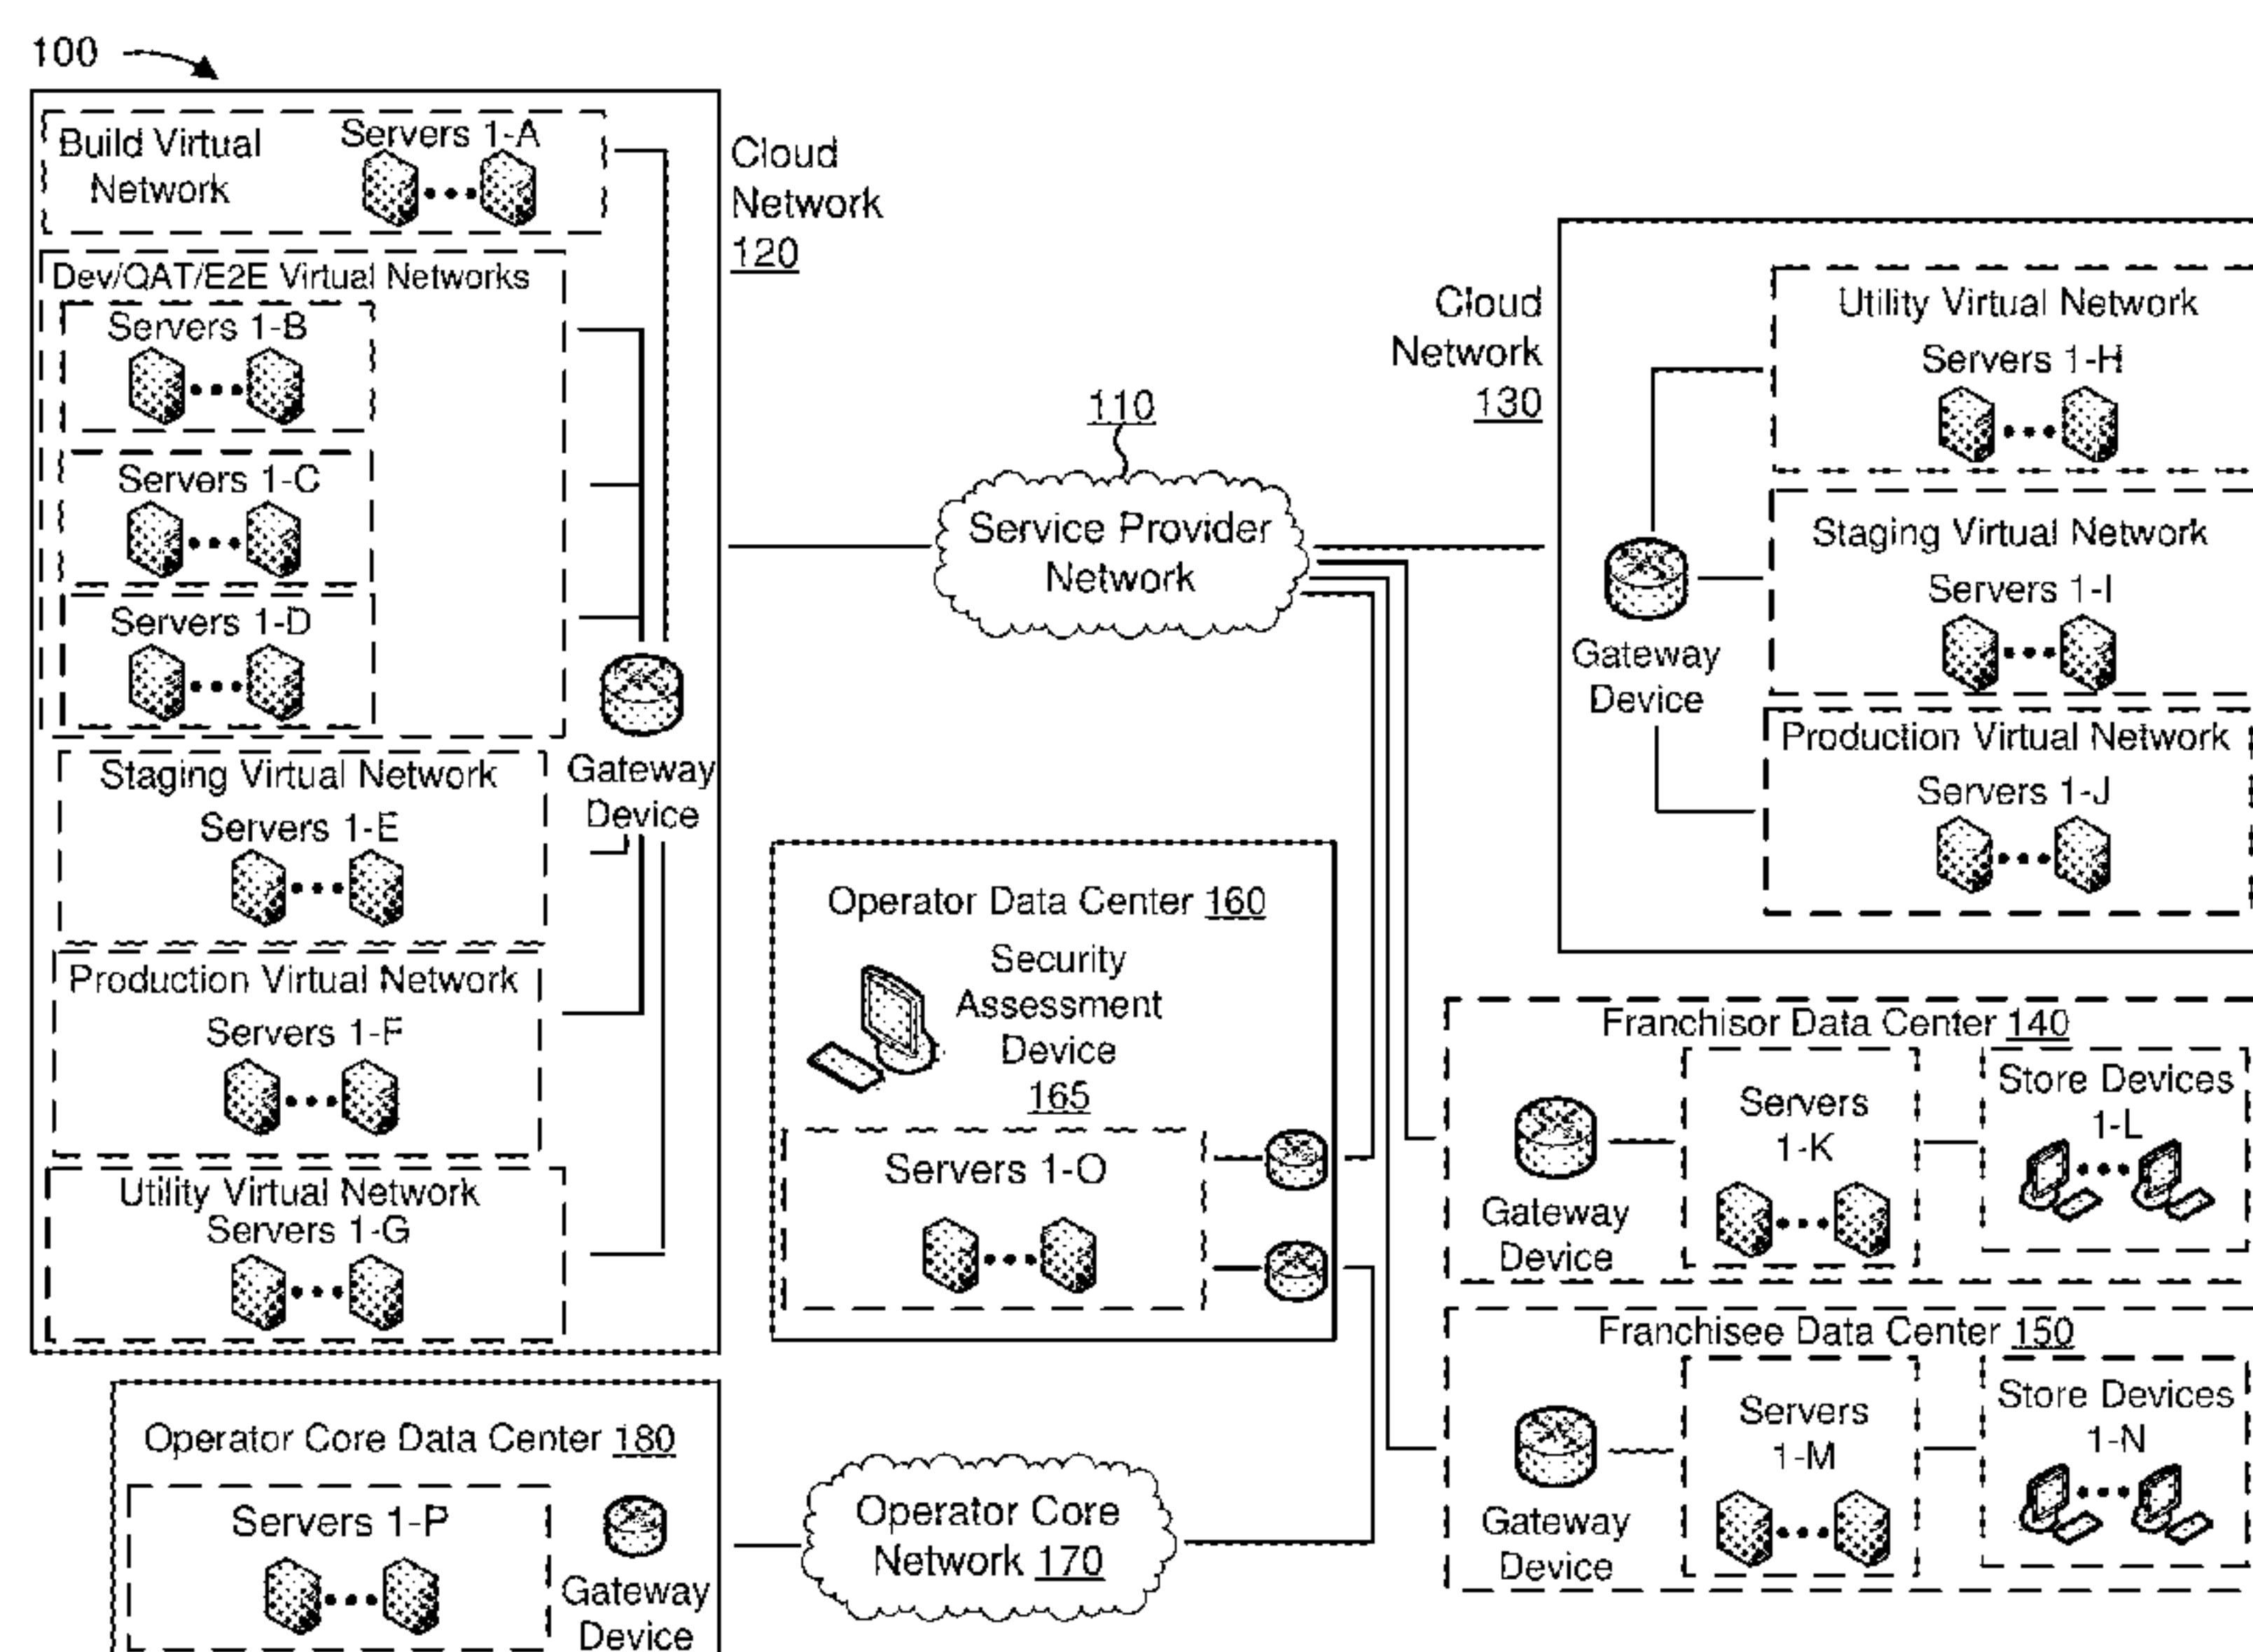 100
Build Virtual
Network
Servers 1-A
Cloud
Network
120
Dev/QAT/E2E Virtual Networks
Servers 1-B
Servers 1-C
Servers 1-D
Gateway
Device
Staging Virtual Network
Servers 1-E
Production Virtual Network
Servers 1-F
Utility Virtual Network
Servers 1-G
110
Service Provider
Network
Cloud
Network
130
Utility Virtual Network
Servers 1-H
Staging Virtual Network
Servers 1-I
Gateway
Device
Production Virtual Network
Servers 1-J
Operator Data Center 160
Security
Assessment
Device
165
Servers 1-O
Franchisor Data Center 140
Gateway
Device
Servers
1-K
Store Devices
1-L
Franchisee Data Center 150
Gateway
Device
Servers
1-M
Store Devices
1-N
Operator Core Data Center 180
Servers 1-P
Gateway
Device
Operator Core
Network 170